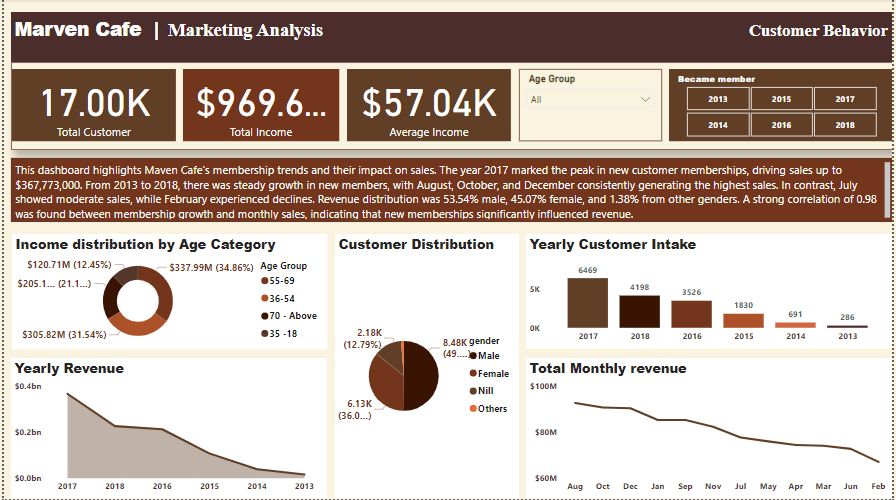 Marven Cafe | Marketing Analysis
Customer Behavior
17.00K
Total Customer
$969.6...
Total Income
$57.04K
Average Income
Age Group
All
Became member
2013 2015 2017
2014 2016 2018
This dashboard highlights Maven Cafe's membership trends and their impact on sales. The year 2017 marked the peak in new customer memberships, driving sales up to
$367,773,000. From 2013 to 2018, there was steady growth in new members, with August, October, and December consistently generating the highest sales. In contrast, July
showed moderate sales, while February experienced declines. Revenue distribution was 53.54% male, 45.07% female, and 1.38% from other genders. A strong correlation of 0.98
was found between membership growth and monthly sales, indicating that new memberships significantly influenced revenue.
Income distribution by Age Category
$120.71M (12.45%)
$337.99M (34.86%)
$205.1... (21.1...)
$305.82M (31.54%)
Age Group
55-69
36-54
70 - Above
35 -18
Customer Distribution
2.18K
(12.79%)
8.48K
(49....)
6.13K
(36.0...)
gender
Male
Female
Nill
Others
Yearly Customer Intake
5K
0K
6469
4198
3526
1830
691
286
2017 2018 2016 2015 2014 2013
Yearly Revenue
$0.4bn
$0.2bn
$0.0bn
2017 2018 2016 2015 2014 2013
Total Monthly revenue
$100M
$80M
$60M
Aug Oct Dec Jan Sep Nov Jul May Apr Mar Jun Feb